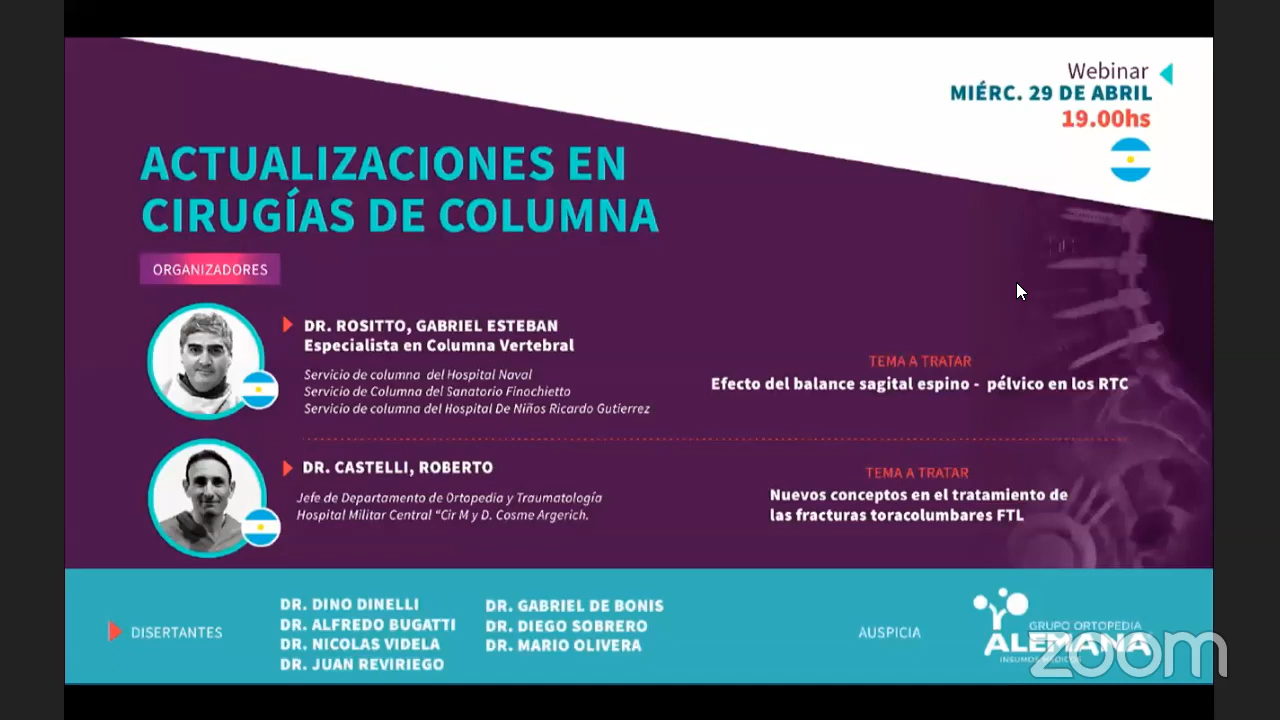 Webinar
MIÉRC. 29 DE ABRIL
19.00hs
ACTUALIZACIONES EN
CIRUGÍAS DE COLUMNA
ORGANIZADORES
DR. ROSITTO, GABRIEL ESTEBAN
Especialista en Columna Vertebral
Servicio de columna del Hospital Naval
Servicio de Columna del Sanatorio Finochietto
Servicio de columna del Hospital De Niños Ricardo Gutierrez
TEMA A TRATAR
Efecto del balance sagital espino - pélvico en los RTC
DR. CASTELLI, ROBERTO
Jefe de Departamento de Ortopedia y Traumatología
Hospital Militar Central “Cir M y D. Cosme Argerich.
TEMA A TRATAR
Nuevos conceptos en el tratamiento de
las fracturas toracolumbares FTL
DISERTANTES
DR. DINO DINELLI
DR. ALFREDO BUGATTI
DR. NICOLAS VIDELA
DR. JUAN REVIRIEGO
DR. GABRIEL DE BONIS
DR. DIEGO SOBRERO
DR. MARIO OLIVERA
AUSPICIA
GRUPO ORTOPEDIA
ALEMANA
INSUMOS MÉDICOS
zoom